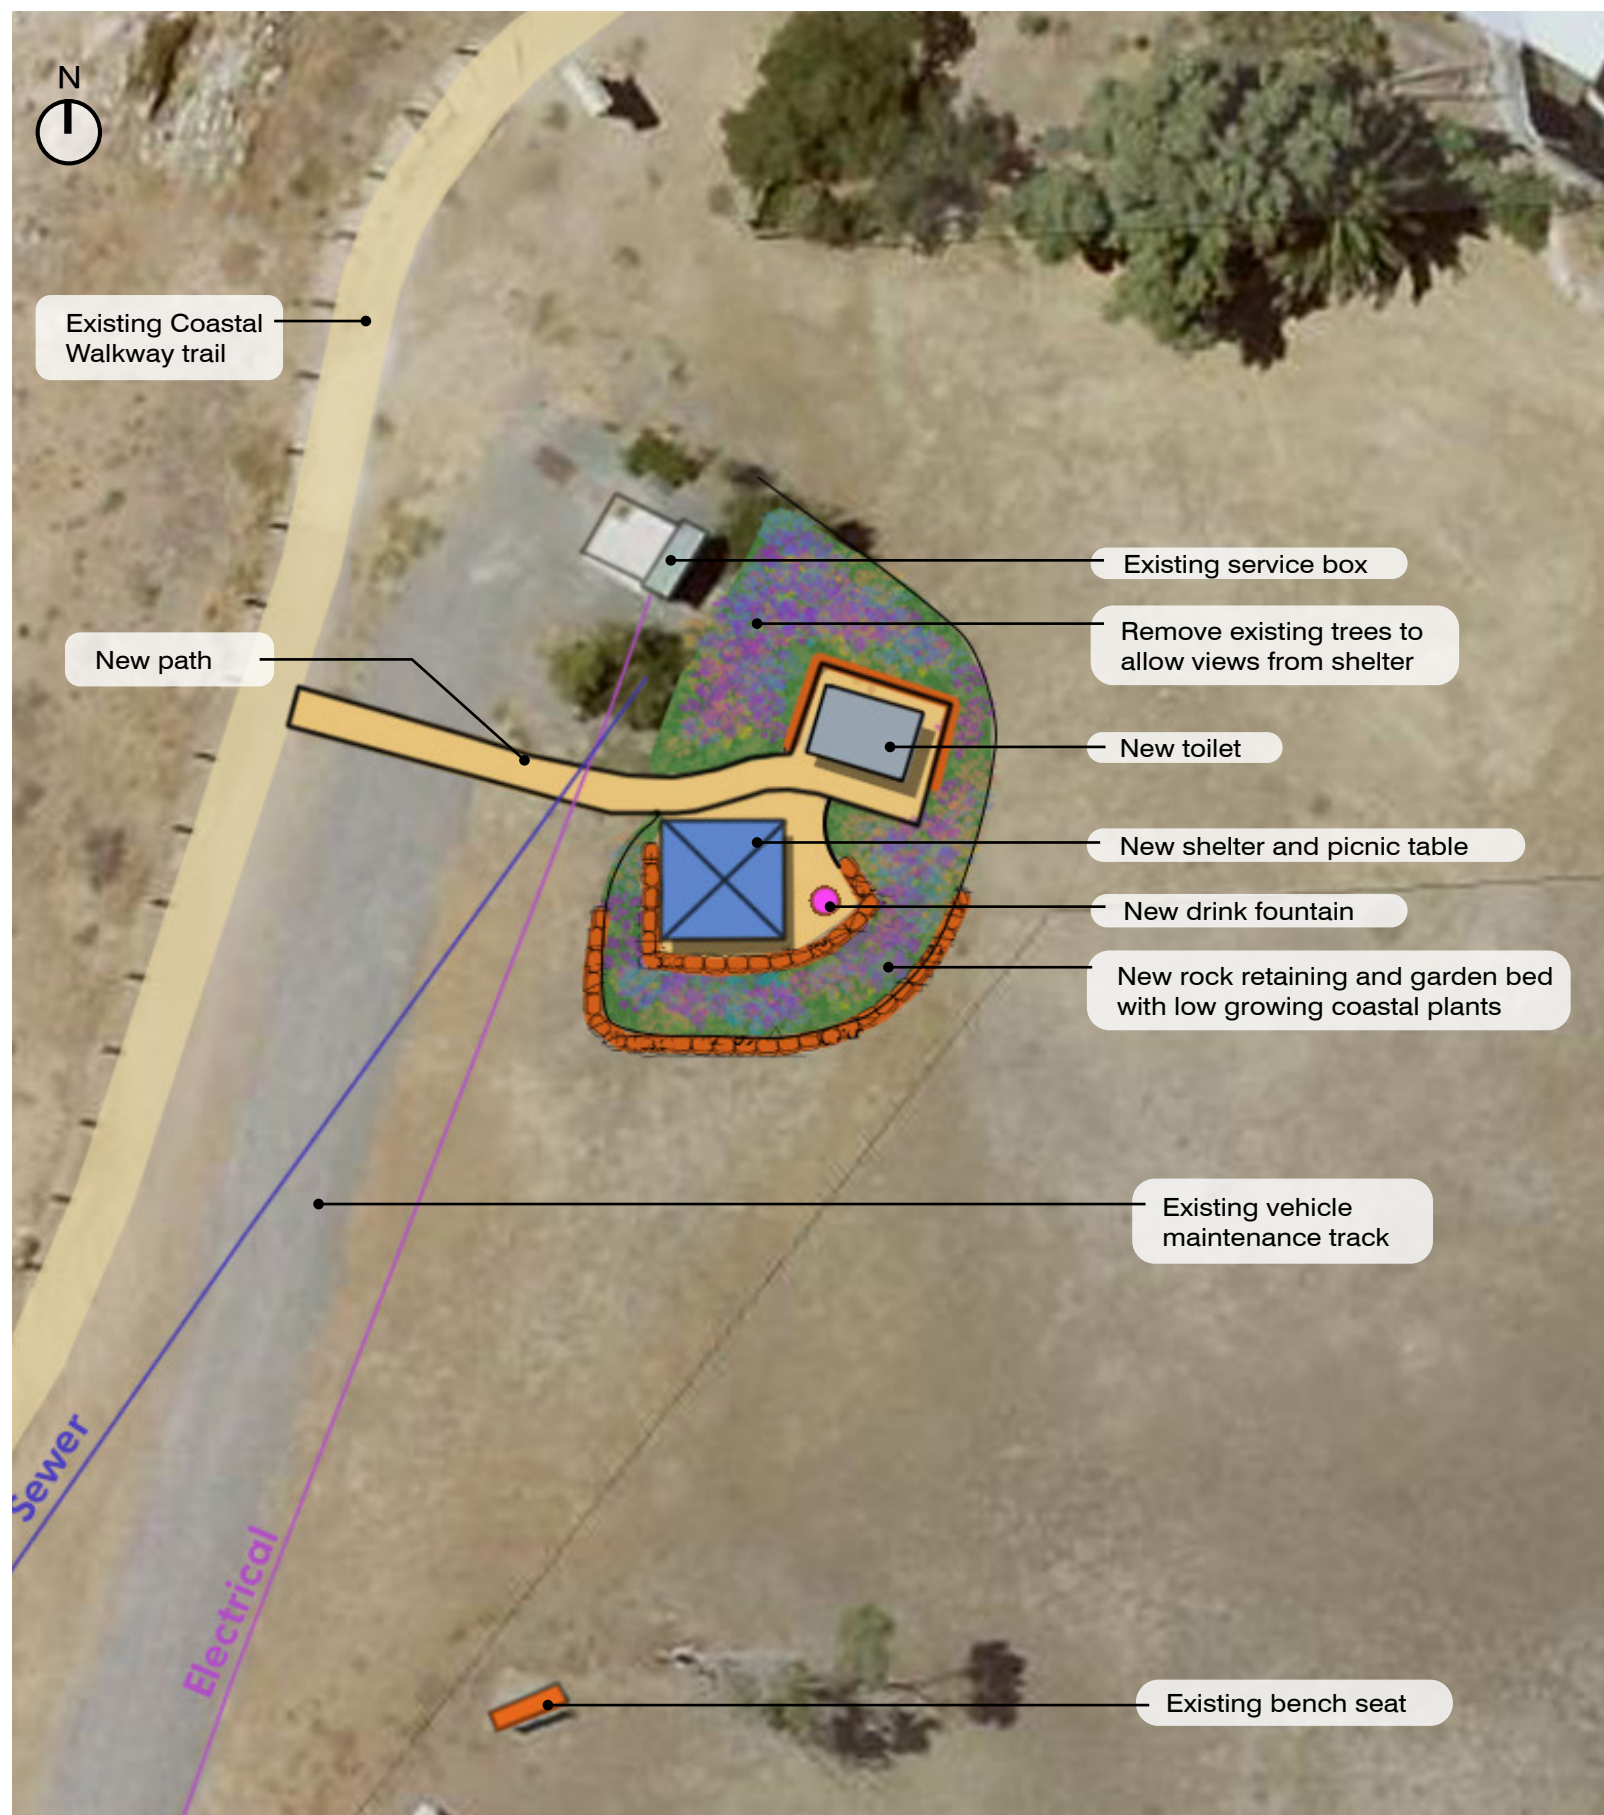 N
Existing Coastal
Walkway trail
Existing service box
Remove existing trees to
allow views from shelter
New path
New toilet
New shelter and picnic table
New drink fountain
New rock retaining and garden bed
with low growing coastal plants
Existing vehicle
maintenance track
Sewer
Electrical
Existing bench seat